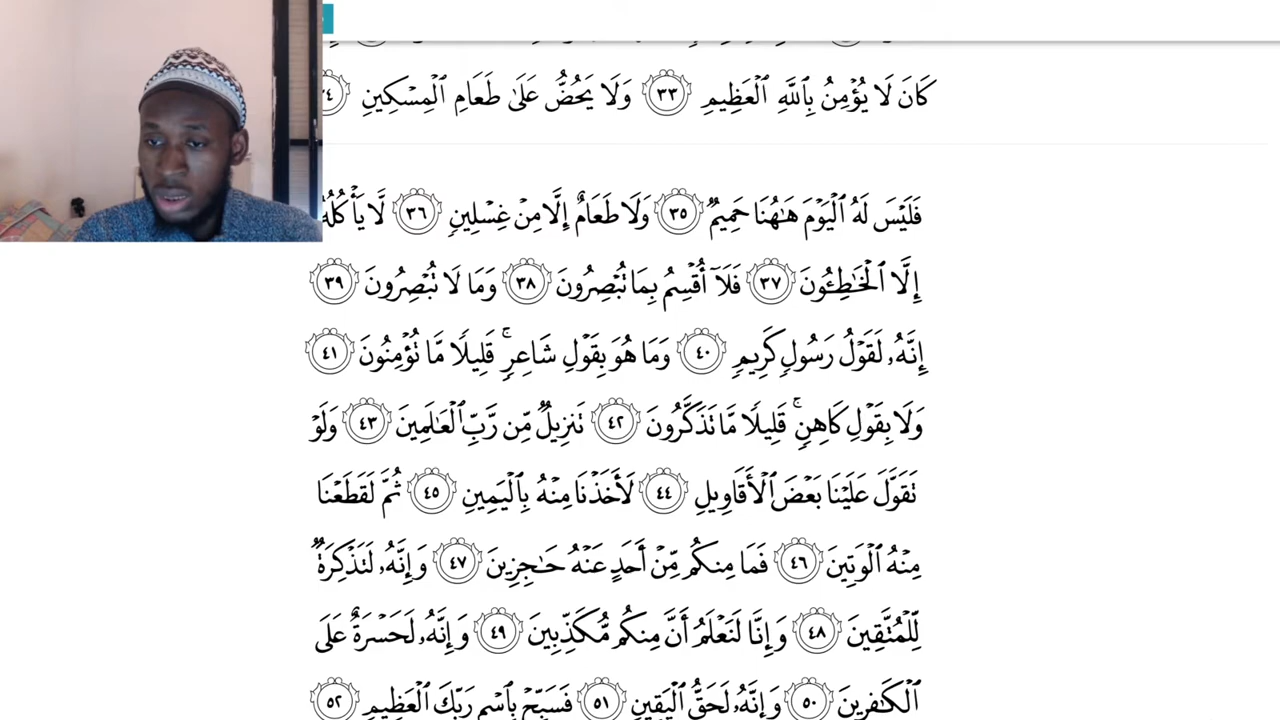 كَانَ لَا يُؤۡمِنُ بِٱللَّهِ ٱلۡعَظِيمِ ٣٣ وَلَا يَحُضُّ عَلَىٰ طَعَامِ ٱلۡمِسۡكِينِ
فَلَيۡسَ لَهُ ٱلۡيَوۡمَ هَٰهُنَا حَمِيمٞ ٣٥ وَلَا طَعَامٌ إِلَّا مِنۡ غِسۡلِينٖ ٣٦ لَّا يَأۡكُلُهُ
إِلَّا ٱلۡخَٰطِـُٔونَ ٣٧ فَلَآ أُقۡسِمُ بِمَا تُبۡصِرُونَ ٣٨ وَمَا لَا تُبۡصِرُونَ ٣٩
إِنَّهُۥ لَقَوۡلُ رَسُولٖ كَرِيمٖ ٤٠ وَمَا هُوَ بِقَوۡلِ شَاعِرٖۚ قَلِيلٗا مَّا تُؤۡمِنُونَ ٤١
وَلَا بِقَوۡلِ كَاهِنٖۚ قَلِيلٗا مَّا تَذَكَّرُونَ ٤٢ تَنزِيلٞ مِّن رَّبِّ ٱلۡعَٰلَمِينَ ٤٣ وَلَوۡ
تَقَوَّلَ عَلَيۡنَا بَعۡضَ ٱلۡأَقَاوِيلِ ٤٤ لَأَخَذۡنَا مِنۡهُ بِٱلۡيَمِينِ ٤٥ ثُمَّ لَقَطَعۡنَا
مِنۡهُ ٱلۡوَتِينَ ٤٦ فَمَا مِنكُم مِّنۡ أَحَدٍ عَنۡهُ حَٰجِزِينَ ٤٧ وَإِنَّهُۥ لَتَذۡكِرَةٞ
لِّلۡمُتَّقِينَ ٤٨ وَإِنَّا لَنَعۡلَمُ أَنَّ مِنكُم مُّكَذِّبِينَ ٤٩ وَإِنَّهُۥ لَحَسۡرَةٌ عَلَى
ٱلۡكَٰفِرِينَ ٥٠ وَإِنَّهُۥ لَحَقُّ ٱلۡيَقِينِ ٥١ فَسَبِّحۡ بِٱسۡمِ رَبِّكَ ٱلۡعَظِيمِ ٥٢